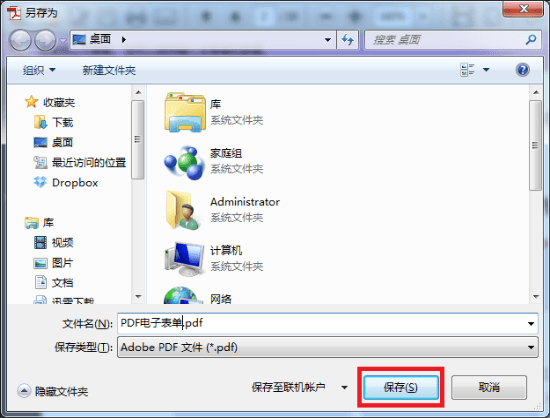 另存为
桌面
搜索 桌面
组织
新建文件夹
收藏夹
下载
桌面
最近访问的位置
Dropbox
库
视频
图片
文档
迅雷下载
库
系统文件夹
家庭组
系统文件夹
Administrator
系统文件夹
计算机
系统文件夹
网络
文件名(N):
PDF电子表单.pdf
保存类型(T):
Adobe PDF 文件 (*.pdf)
隐藏文件夹
保存至联机帐户
保存(S)
取消